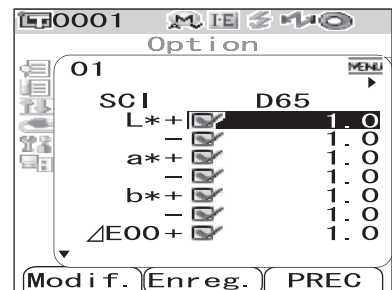 0001 M I·E
Option
01 MENU
SCI D65
L*+ 1.0
− 1.0
a*+ 1.0
− 1.0
b*+ 1.0
− 1.0
⊿E00+ 1.0
Modif. Enreg. PREC